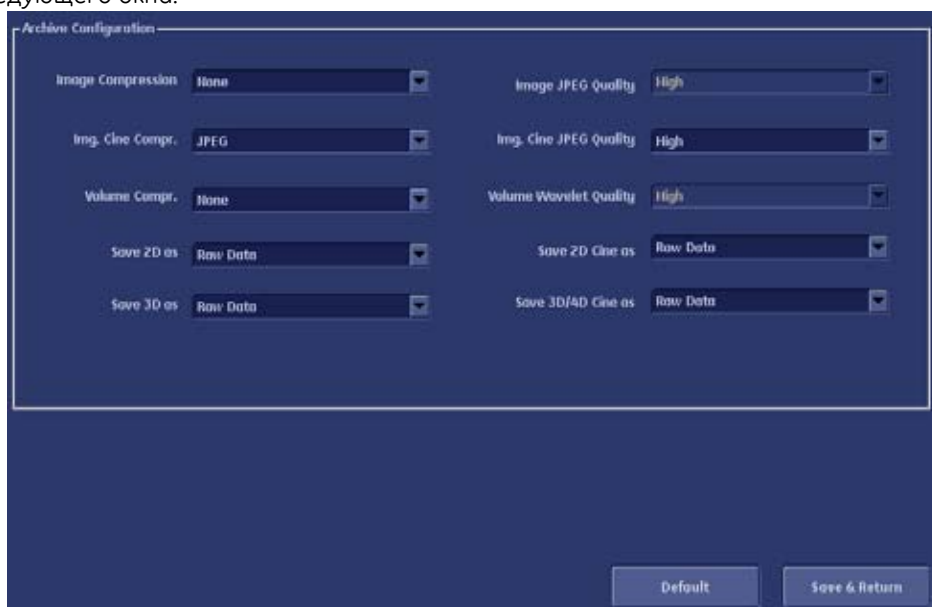 едующего окна.
Archive Configuration
Image Compression None Image JPEG Quality High
Img. Cine Compr. JPEG Img. Cine JPEG Quality High
Volume Compr. None Volume Wavelet Quality High
Save 2D as Raw Data Save 2D Cine as Raw Data
Save 3D as Raw Data Save 3D/4D Cine as Raw Data
Default Save & Return